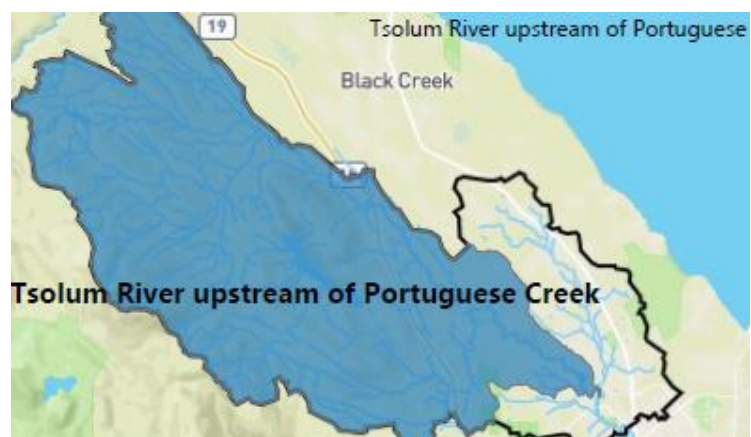 19
Tsolum River upstream of Portuguese
Black Creek
Tsolum River upstream of Portuguese Creek